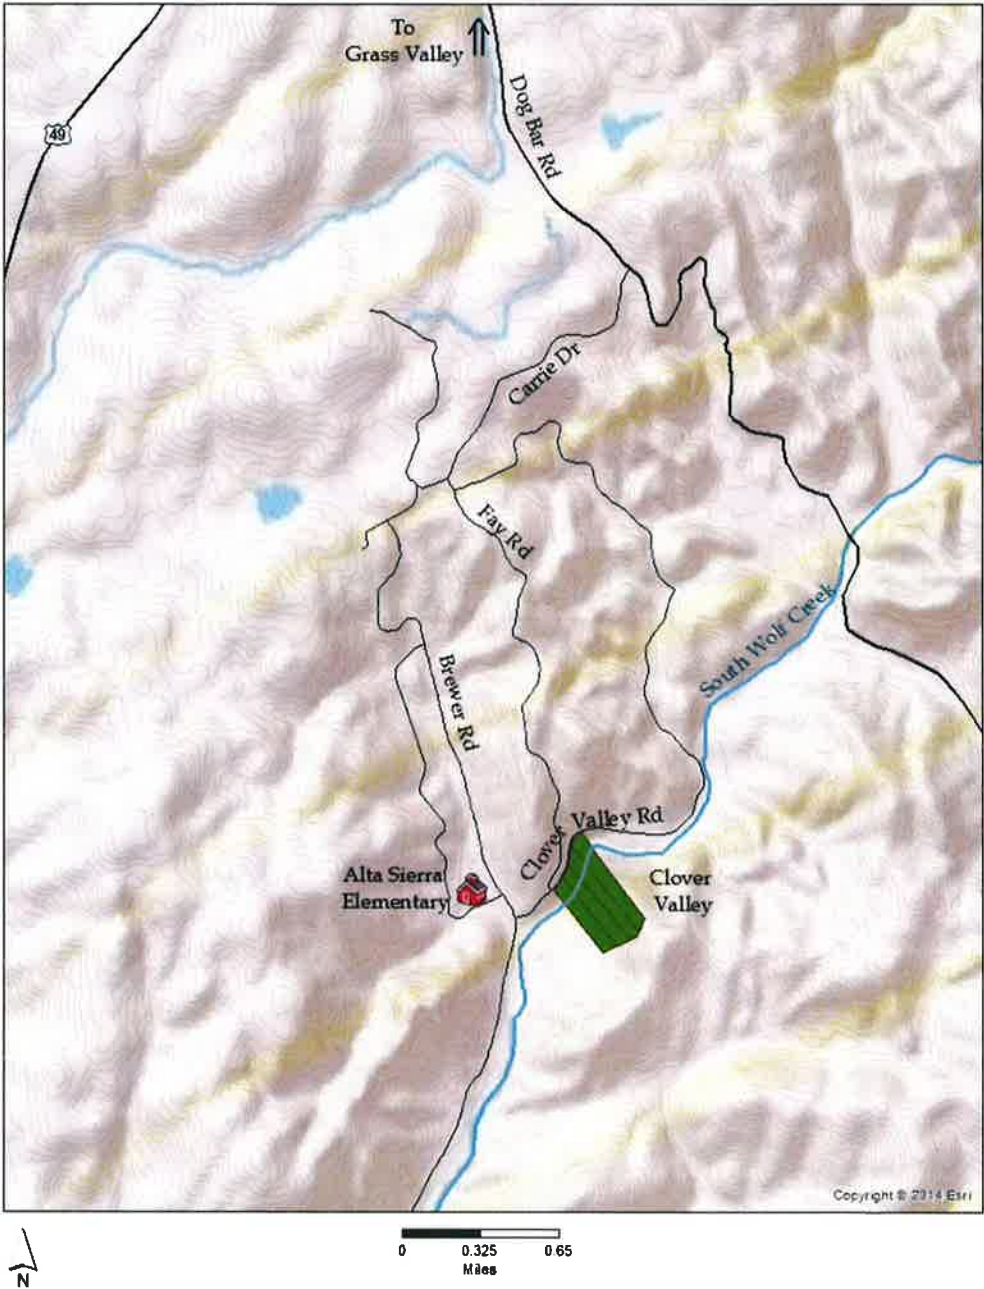 To
Grass Valley
Dog Bar Rd
49
Carrie Dr
Fay Rd
South Wolf Creek
Brewer Rd
Clover Valley Rd
Alta Sierra
Elementary
Clover
Valley
Copyright © 2014 Esri
0 0.325 0.65
Miles
N